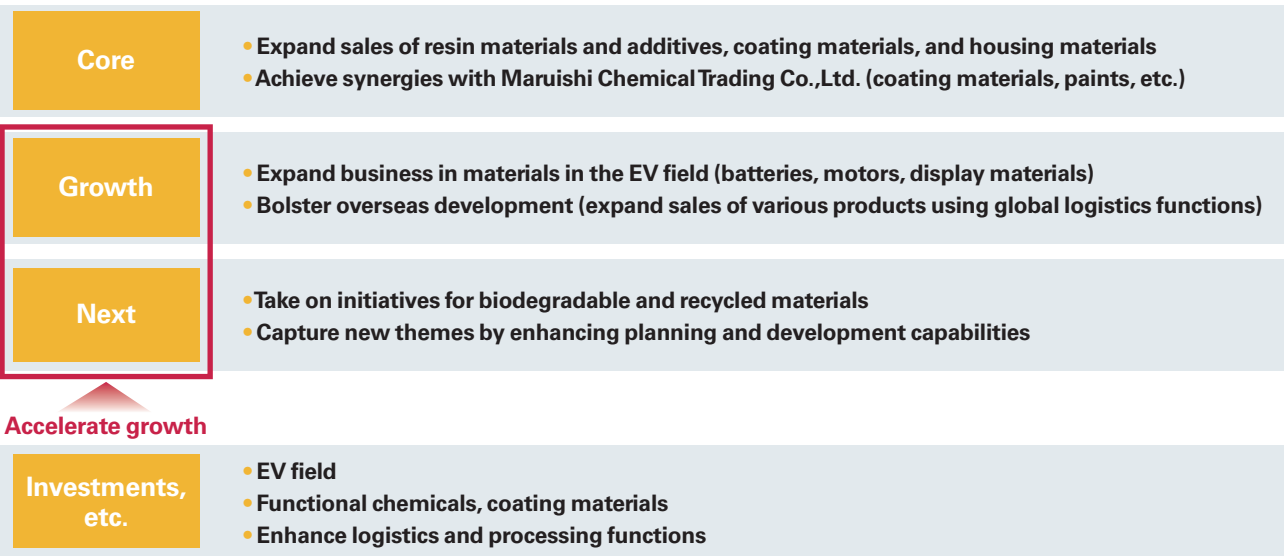 Core
• Expand sales of resin materials and additives, coating materials, and housing materials
• Achieve synergies with Maruishi Chemical Trading Co.,Ltd. (coating materials, paints, etc.)
Growth
• Expand business in materials in the EV field (batteries, motors, display materials)
• Bolster overseas development (expand sales of various products using global logistics functions)
Next
• Take on initiatives for biodegradable and recycled materials
• Capture new themes by enhancing planning and development capabilities
Accelerate growth
Investments,
etc.
• EV field
• Functional chemicals, coating materials
• Enhance logistics and processing functions